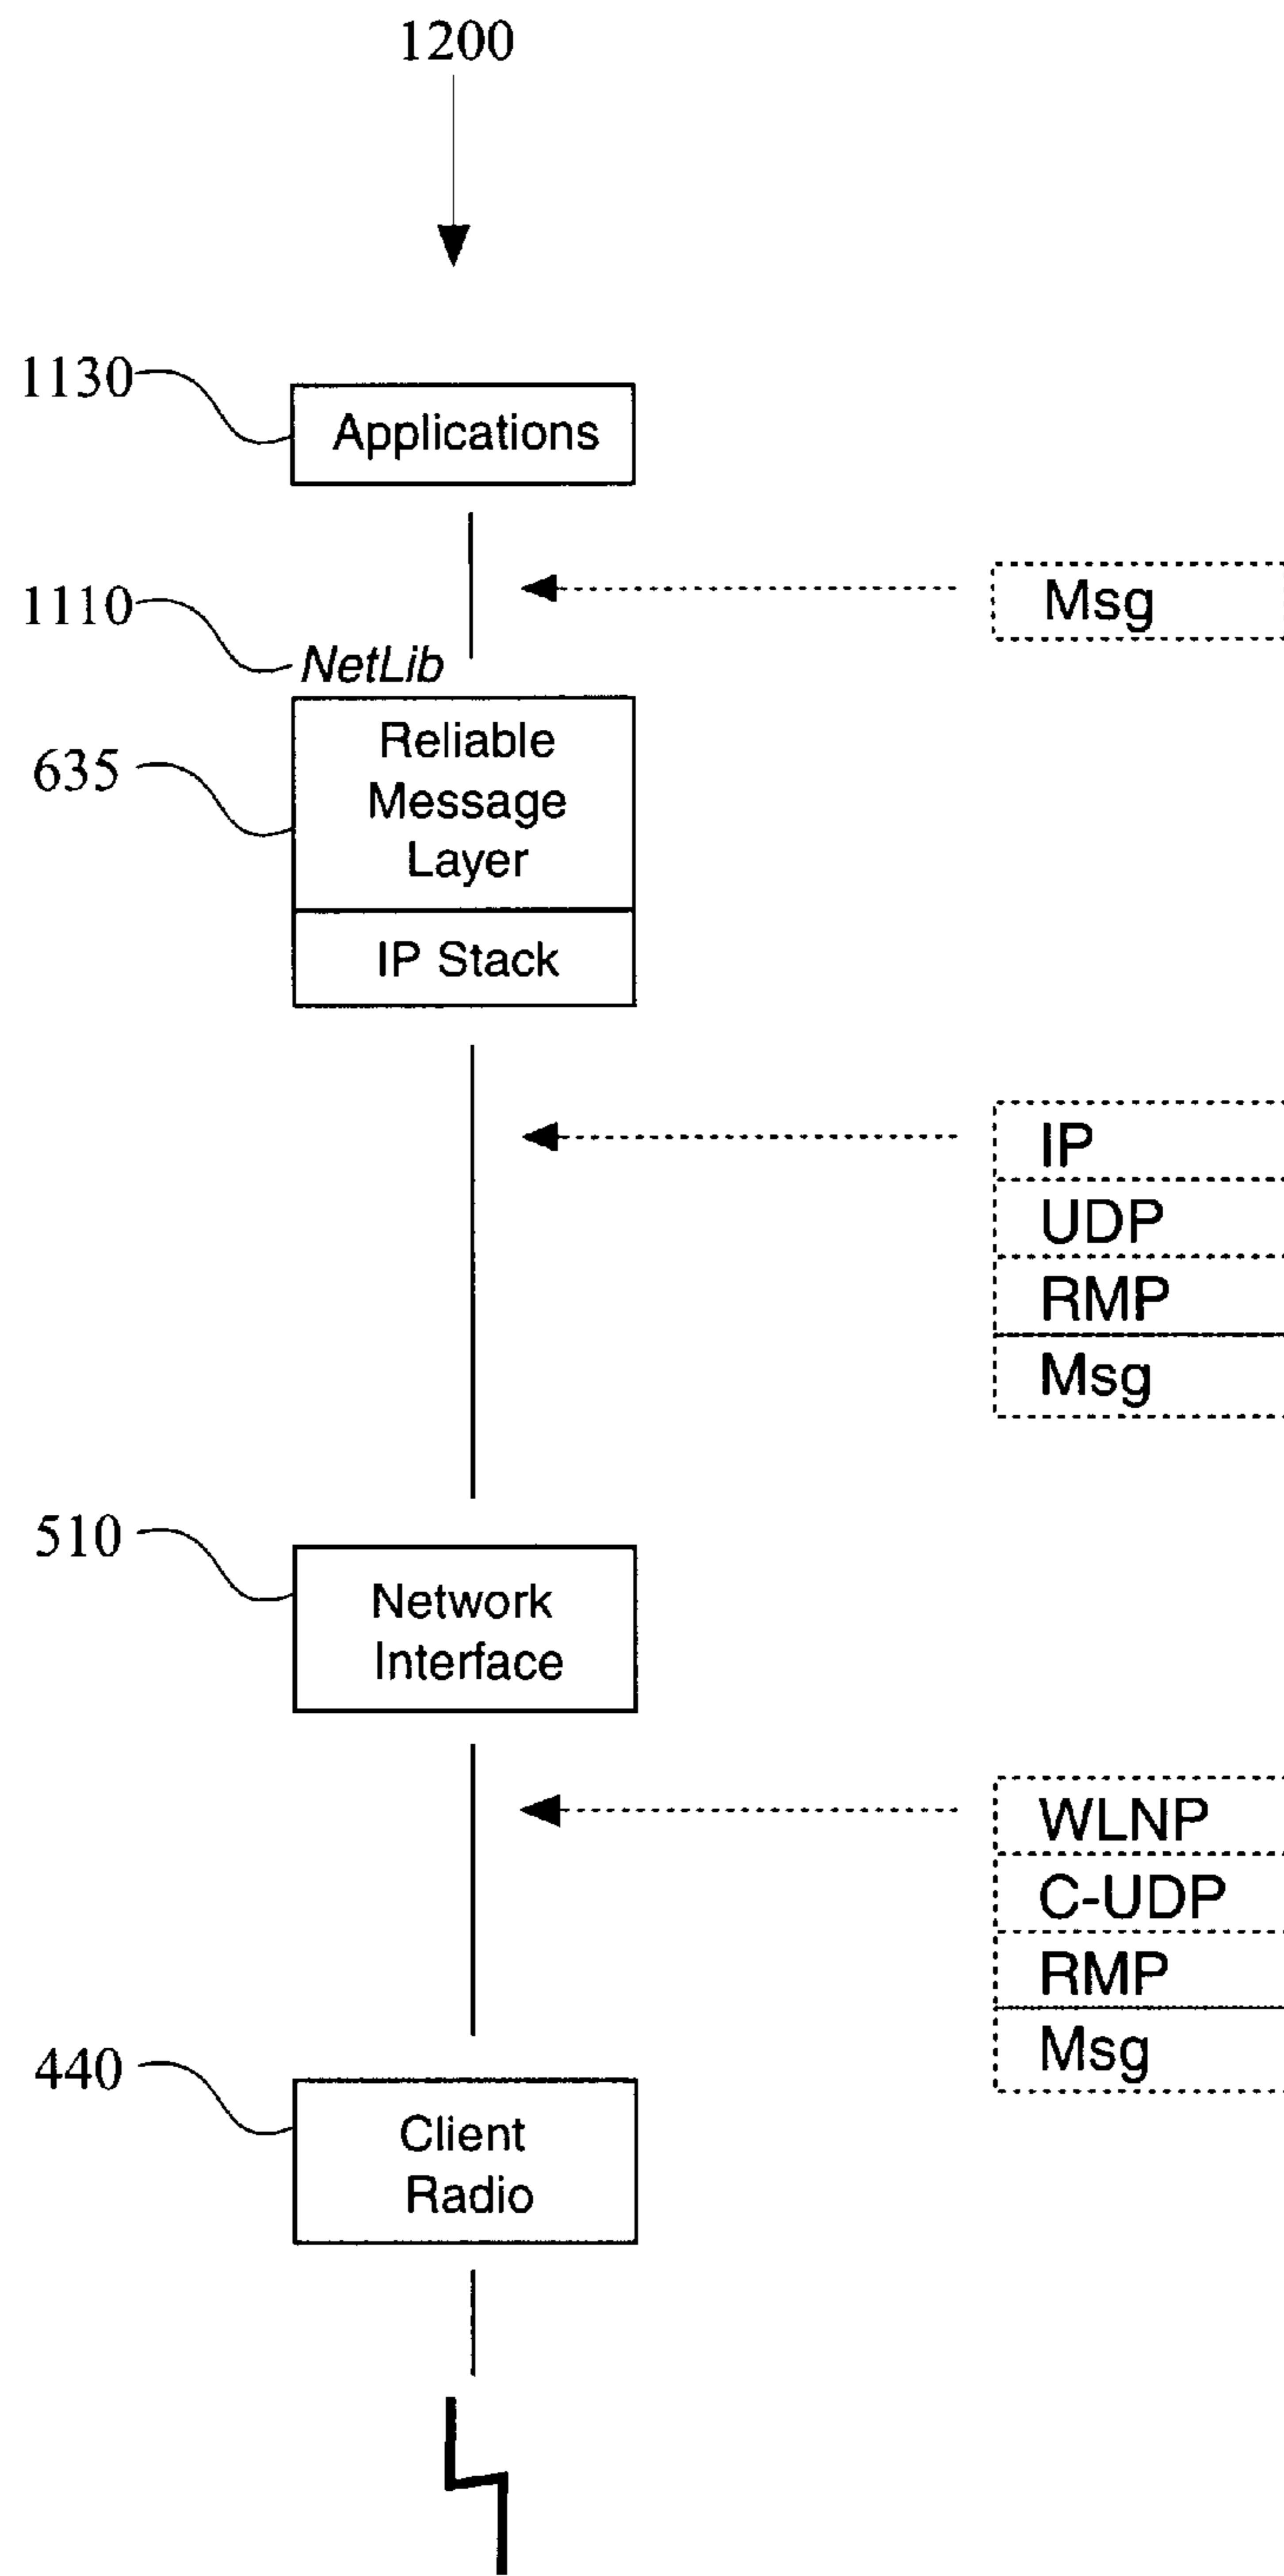 1200
1130
Applications
Msg
1110
NetLib
635
Reliable
Message
Layer
IP Stack
IP
UDP
RMP
Msg
510
Network
Interface
WLNP
C-UDP
RMP
Msg
440
Client
Radio